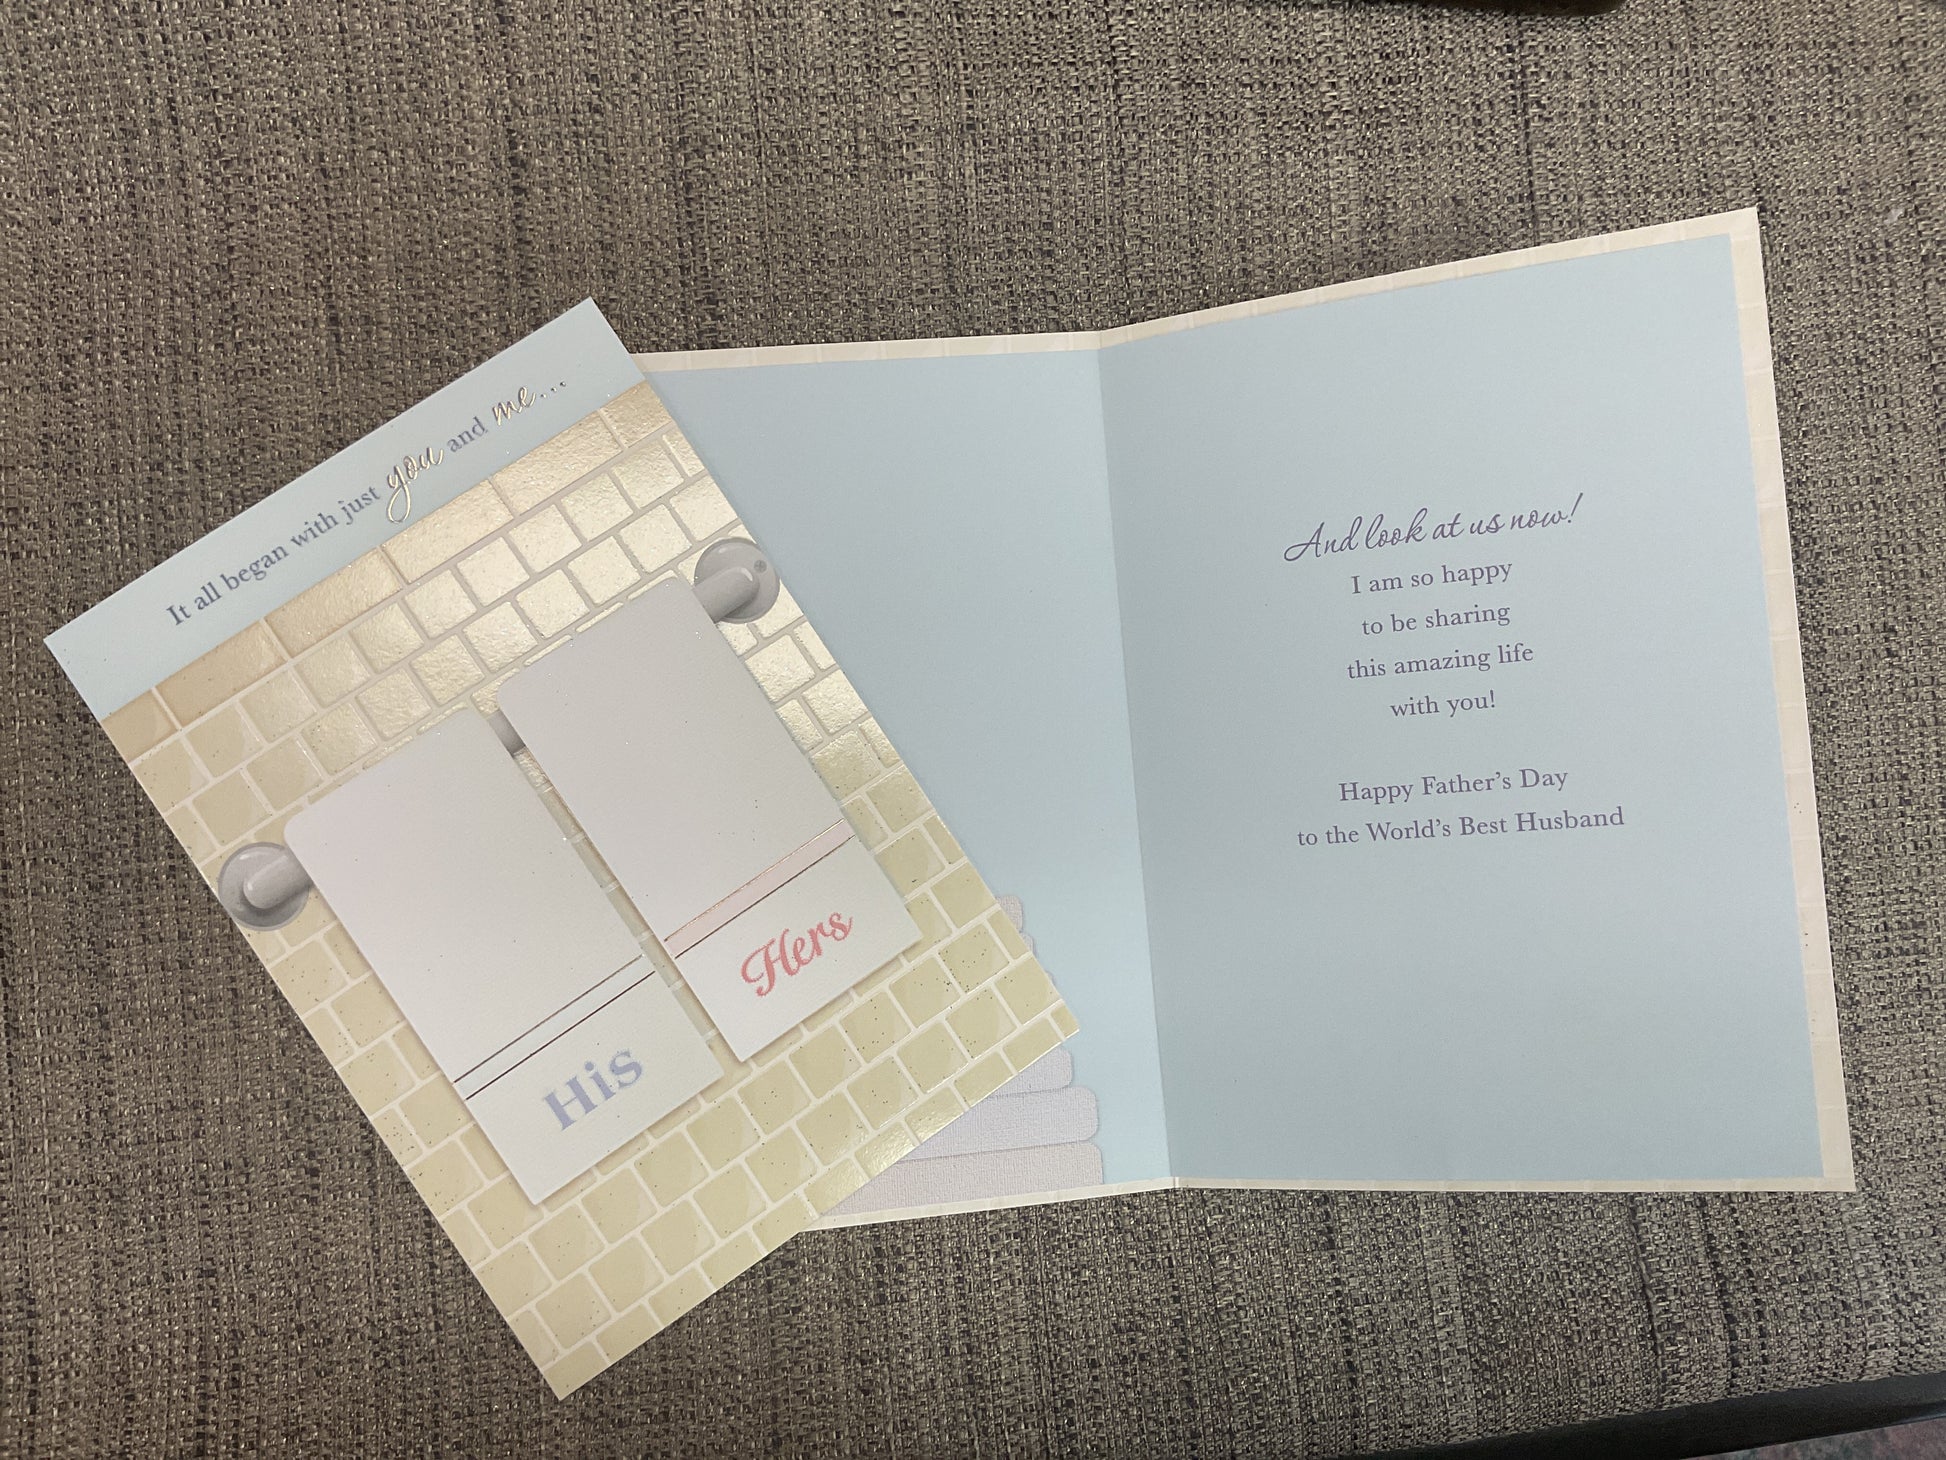 It all began with just you and me...
His
Hers
And look at us now!
I am so happy
to be sharing
this amazing life
with you!
Happy Father's Day
to the World's Best Husband